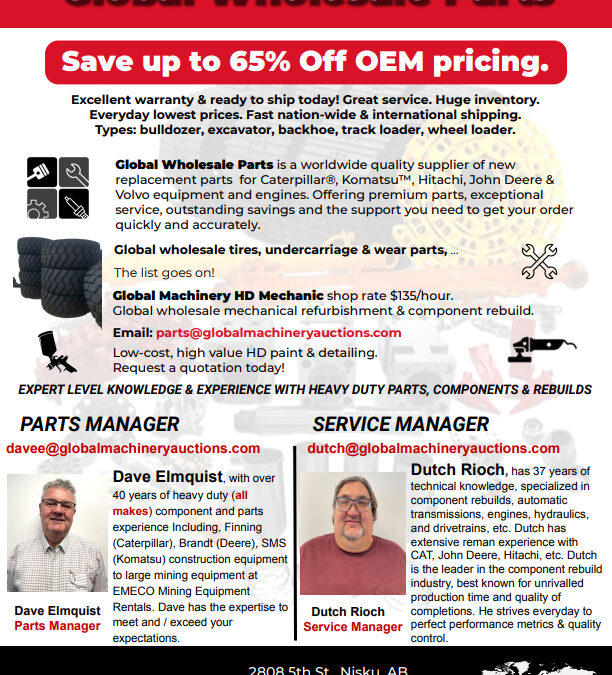 Global Wholesale Parts
Save up to 65% Off OEM pricing.
Excellent warranty & ready to ship today! Great service. Huge inventory.
Everyday lowest prices. Fast nation-wide & international shipping.
Types: bulldozer, excavator, backhoe, track loader, wheel loader.
Global Wholesale Parts is a worldwide quality supplier of new
replacement parts for Caterpillar®, Komatsu™, Hitachi, John Deere &
Volvo equipment and engines. Offering premium parts, exceptional
service, outstanding savings and the support you need to get your order
quickly and accurately.
Global wholesale tires, undercarriage & wear parts, ...
The list goes on!
Global Machinery HD Mechanic shop rate $135/hour.
Global wholesale mechanical refurbishment & component rebuild.
Email: parts@globalmachineryauctions.com
Low-cost, high value HD paint & detailing.
Request a quotation today!
EXPERT LEVEL KNOWLEDGE & EXPERIENCE WITH HEAVY DUTY PARTS, COMPONENTS & REBUILDS
PARTS MANAGER
davee@globalmachineryauctions.com
Dave Elmquist, with over
40 years of heavy duty (all
makes) component and parts
experience Including, Finning
(Caterpillar), Brandt (Deere), SMS
(Komatsu) construction equipment
to large mining equipment at
EMECO Mining Equipment
Rentals. Dave has the expertise to
meet and / exceed your
expectations.
Dave Elmquist
Parts Manager
SERVICE MANAGER
dutch@globalmachineryauctions.com
Dutch Rioch, has 37 years of
technical knowledge, specialized in
component rebuilds, automatic
transmissions, engines, hydraulics,
and drivetrains, etc. Dutch has
extensive reman experience with
CAT, John Deere, Hitachi, etc. Dutch
is the leader in the component rebuild
industry, best known for unrivalled
production time and quality of
completions. He strives everyday to
perfect performance metrics & quality
control.
Dutch Rioch
Service Manager
2808 5th St., Nisku, AB